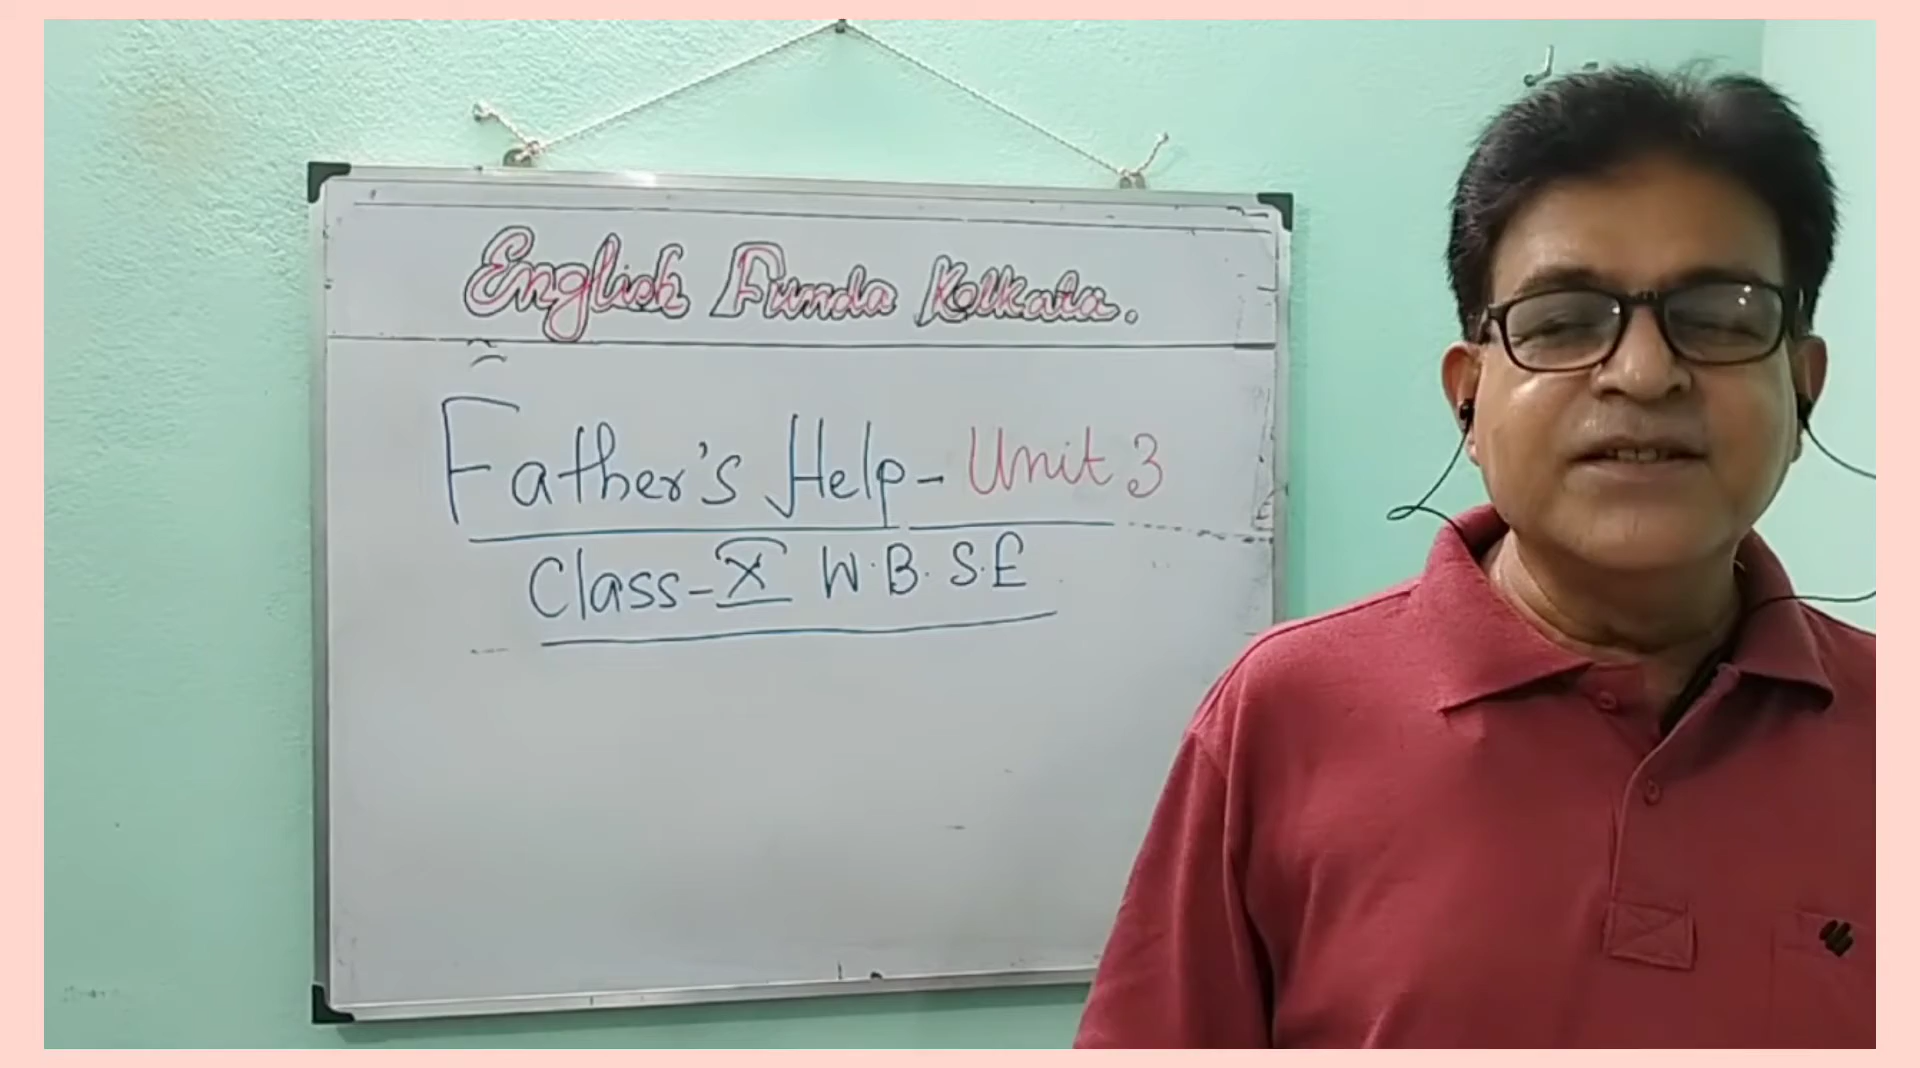 English Funda Kolkata.
Father's Help - Unit 3
Class - X W.B.S.E